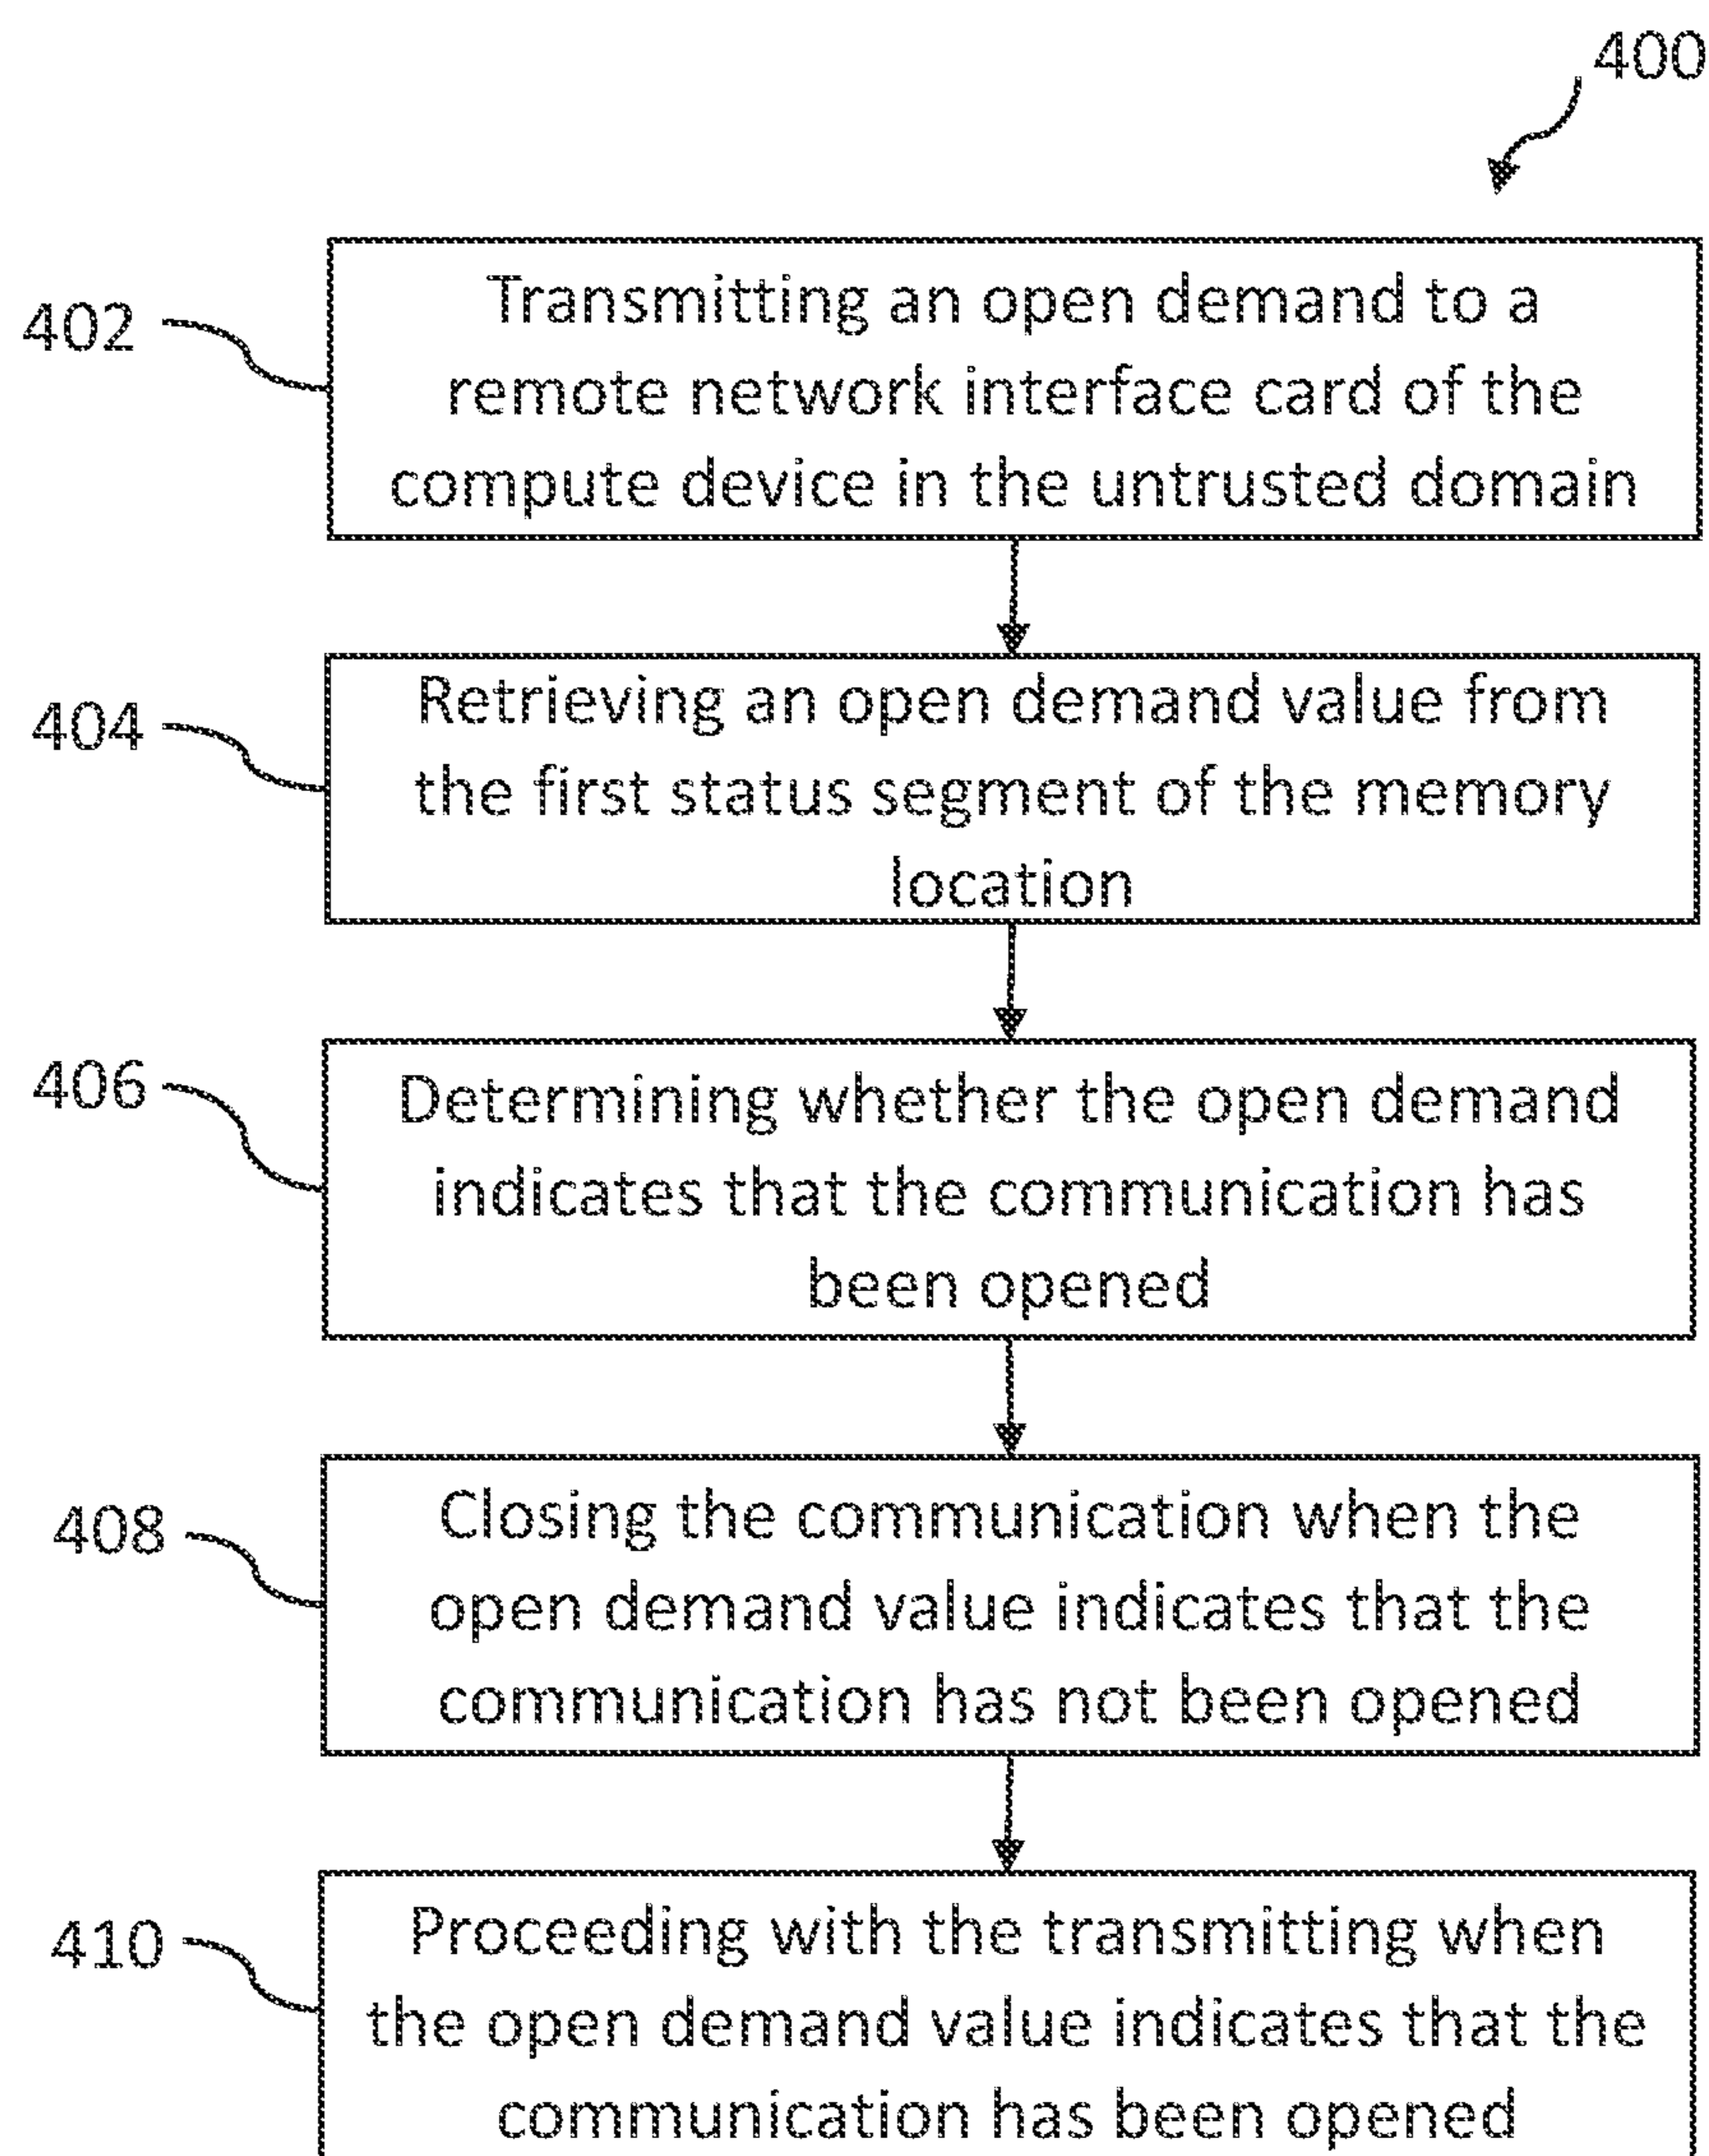 400
402
Transmitting an open demand to a
remote network interface card of the
compute device in the untrusted domain
404
Retrieving an open demand value from
the first status segment of the memory
location
406
Determining whether the open demand
indicates that the communication has
been opened
408
Closing the communication when the
open demand value indicates that the
communication has not been opened
410
Proceeding with the transmitting when
the open demand value indicates that the
communication has been opened